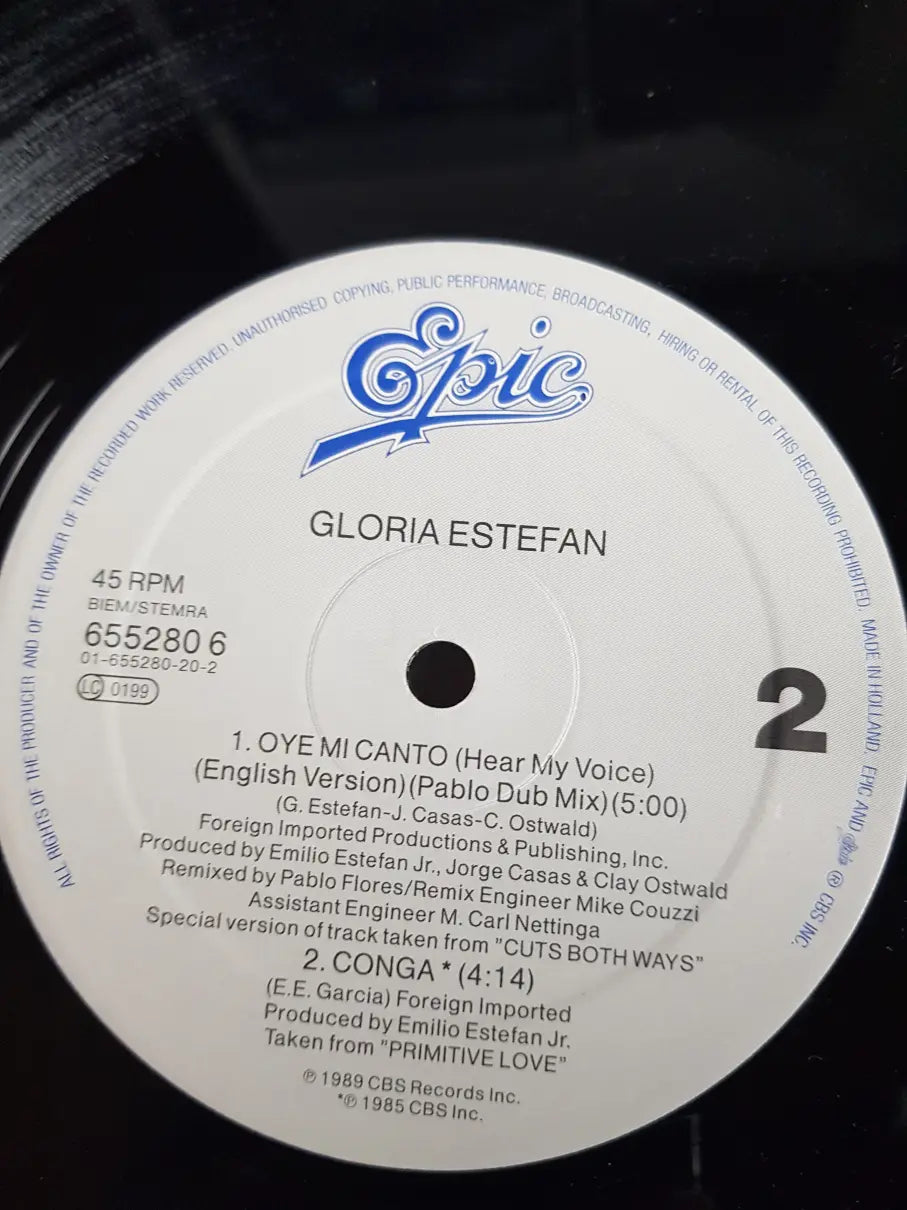 ALL RIGHTS OF THE PRODUCER AND OF THE OWNER OF THE RECORDED WORK RESERVED. UNAUTHORISED COPYING, PUBLIC PERFORMANCE, BROADCASTING, HIRING OR RENTAL OF THIS RECORDING PROHIBITED. MADE IN HOLLAND. EPIC AND Epic ® CBS INC.
Epic
GLORIA ESTEFAN
45 RPM
BIEM/STEMRA
655280 6
01-655280-20-2
LC 0199
2
1. OYE MI CANTO (Hear My Voice)
(English Version)(Pablo Dub Mix)(5:00)
(G. Estefan-J. Casas-C. Ostwald)
Foreign Imported Productions & Publishing, Inc.
Produced by Emilio Estefan Jr., Jorge Casas & Clay Ostwald
Remixed by Pablo Flores/Remix Engineer Mike Couzzi
Assistant Engineer M. Carl Nettinga
Special version of track taken from "CUTS BOTH WAYS"
2. CONGA * (4:14)
(E.E. Garcia) Foreign Imported
Produced by Emilio Estefan Jr.
Taken from "PRIMITIVE LOVE"
℗ 1989 CBS Records Inc.
*℗ 1985 CBS Inc.